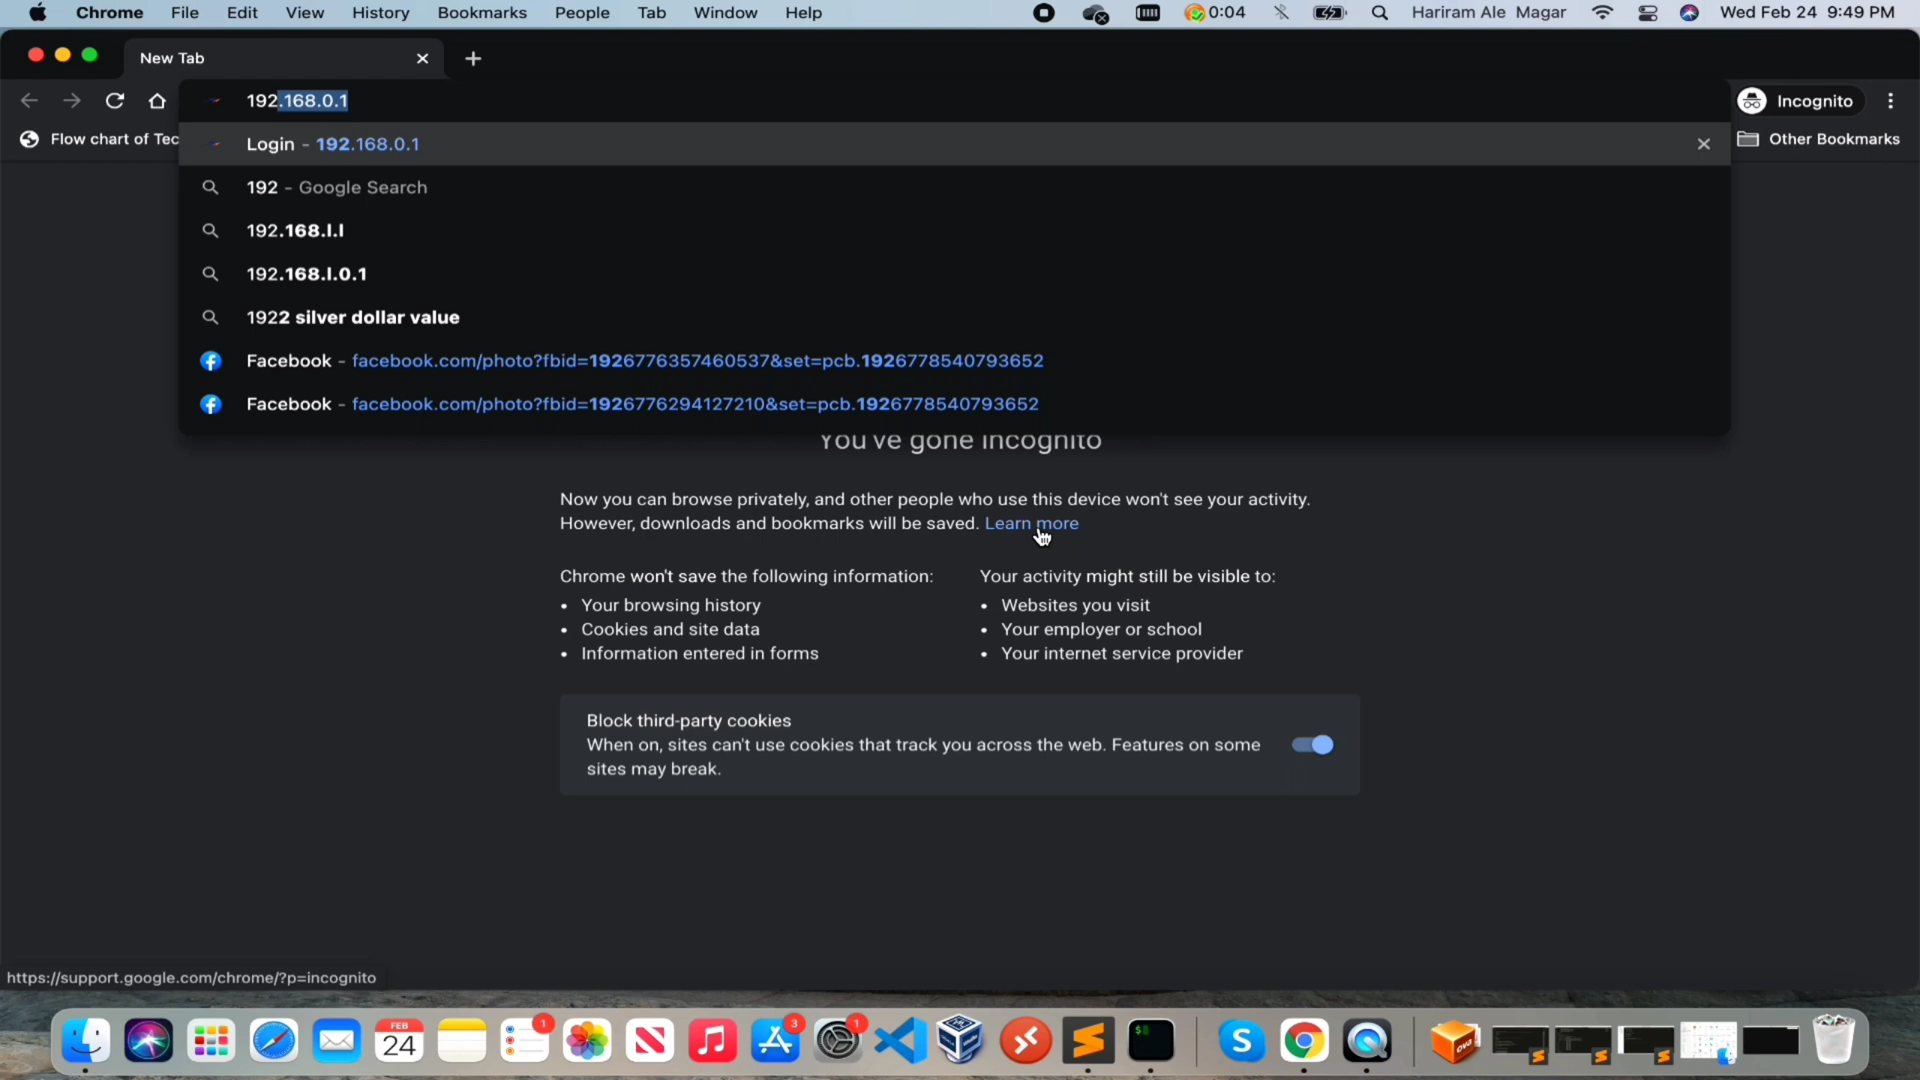 Chrome File Edit View History Bookmarks People Tab Window Help 0:04 Hariram Ale Magar Wed Feb 24 9:49 PM
New Tab
192.168.0.1
Incognito
Flow chart of Tec
Other Bookmarks
Login - 192.168.0.1
192 - Google Search
192.168.l.l
192.168.l.0.1
1922 silver dollar value
Facebook - facebook.com/photo?fbid=1926776357460537&set=pcb.1926778540793652
Facebook - facebook.com/photo?fbid=1926776294127210&set=pcb.1926778540793652
You've gone incognito
Now you can browse privately, and other people who use this device won't see your activity.
However, downloads and bookmarks will be saved. Learn more
Chrome won't save the following information:
• Your browsing history
• Cookies and site data
• Information entered in forms
Your activity might still be visible to:
• Websites you visit
• Your employer or school
• Your internet service provider
Block third-party cookies
When on, sites can't use cookies that track you across the web. Features on some
sites may break.
https://support.google.com/chrome/?p=incognito
FEB
24
1
3
1
$
ova